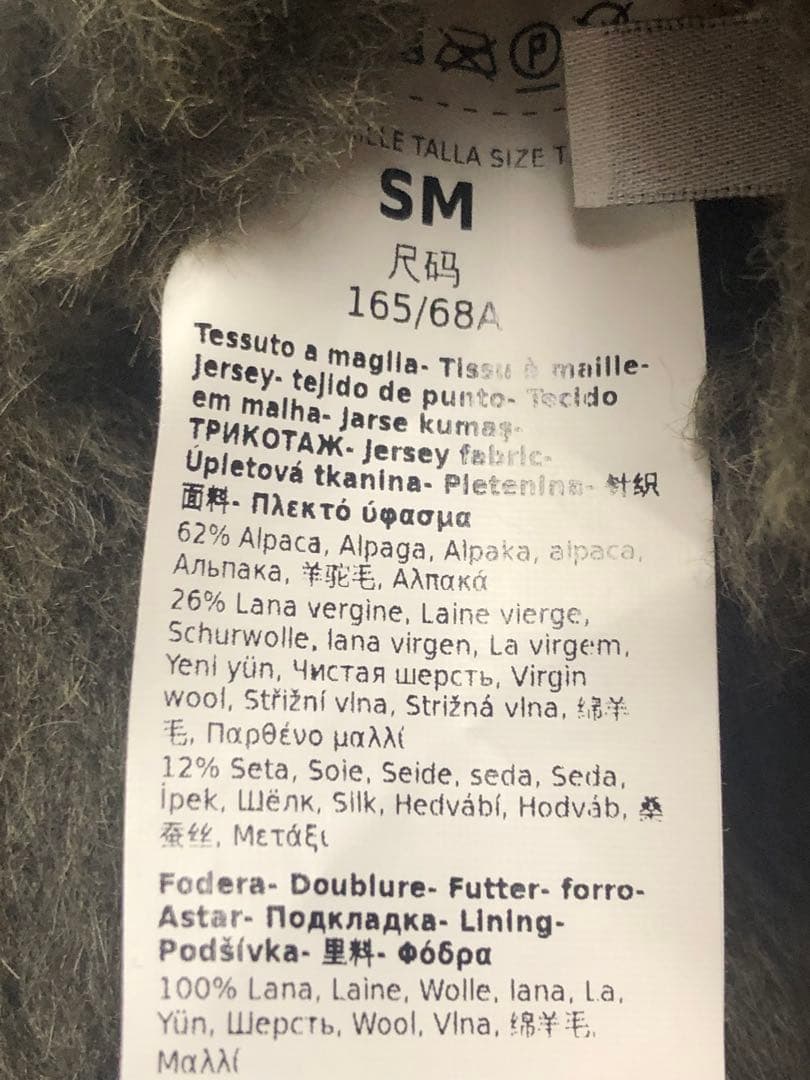 P
TALLA SIZE
SM
尺码
165/68A
Tessuto a maglia- Tissu à maille-
Jersey- tejido de punto- Tecido
em malha- Jarse kumaş-
ТРИКОТАЖ- Jersey fabric-
Úpletová tkanina- Pletenina- 针织
面料- Πλεκτό ύφασμα
62% Alpaca, Alpaga, Alpaka, alpaca,
Альпака, 羊驼毛, Αλπακά
26% Lana vergine, Laine vierge,
Schurwolle, lana virgen, La virgem,
Yeni yün, Чистая шерсть, Virgin
wool, Střižní vlna, Strižná vlna, 绵羊
毛, Παρθένο μαλλί
12% Seta, Soie, Seide, seda, Seda,
İpek, Шёлк, Silk, Hedvábí, Hodváb, 桑
蚕丝, Μετάξι
Fodera- Doublure- Futter- forro-
Astar- Подкладка- Lining-
Podšívka- 里料- Φόδρα
100% Lana, Laine, Wolle, lana, La,
Yün, Шерсть, Wool, Vlna, 绵羊毛,
Μαλλί